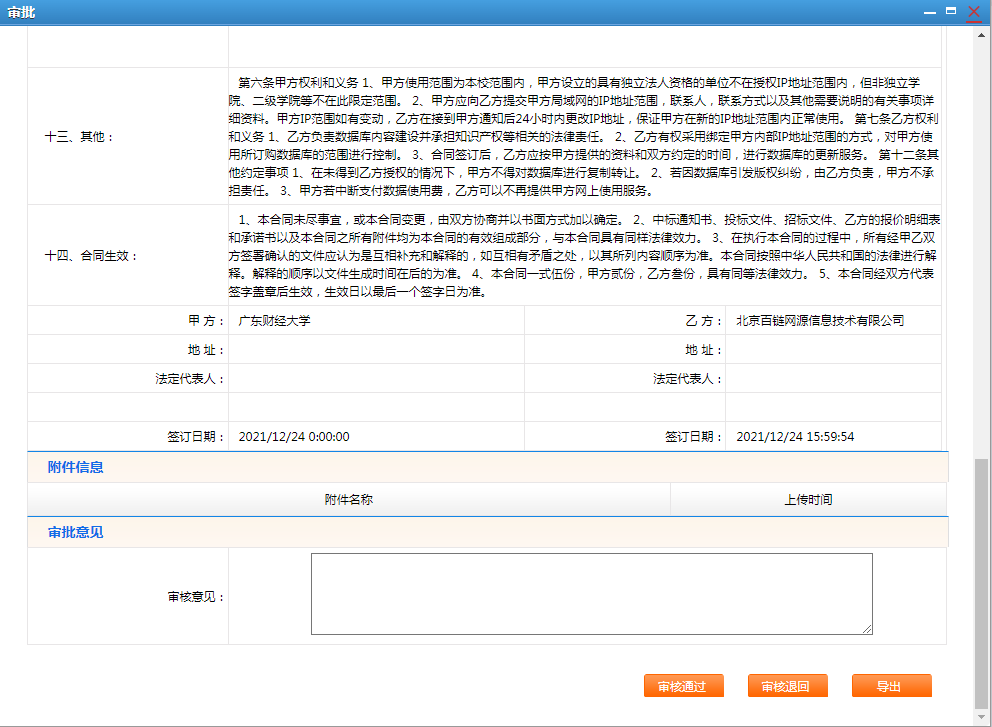 审批
第六条甲方权利和义务 1、甲方使用范围为本校范围内，甲方设立的具有独立法人资格的单位不在授权IP地址范围内，但非独立学
院、二级学院等不在此限定范围。 2、甲方应向乙方提交甲方局域网的IP地址范围，联系人，联系方式以及其他需要说明的有关事项详
细资料。甲方IP范围如有变动，乙方在接到甲方通知后24小时内更改IP地址，保证甲方在新的IP地址范围内正常使用。 第七条乙方权利
十三、其他：
和义务 1、乙方负责数据库内容建设并承担知识产权等相关的法律责任。 2、乙方有权采用绑定甲方内部IP地址范围的方式，对甲方使
用所订购数据库的范围进行控制。 3、合同签订后，乙方应按甲方提供的资料和双方约定的时间，进行数据库的更新服务。 第十二条其
他约定事项 1、在未得到乙方授权的情况下，甲方不得对数据库进行复制转让。 2、若因数据库引发版权纠纷，由乙方负责，甲方不承
担责任。 3、甲方若中断支付数据使用费，乙方可以不再提供甲方网上使用服务。
1、本合同未尽事宜，或本合同变更，由双方协商并以书面方式加以确定。 2、中标通知书、投标文件、招标文件、乙方的报价明细表
和承诺书以及本合同之所有附件均为本合同的有效组成部分，与本合同具有同样法律效力。 3、在执行本合同的过程中，所有经甲乙双
十四、合同生效：
方签署确认的文件应认为是互相补充和解释的，如互相有矛盾之处，以其所列内容顺序为准。本合同按照中华人民共和国的法律进行解
释。解释的顺序以文件生成时间在后的为准。 4、本合同一式伍份，甲方贰份，乙方叁份，具有同等法律效力。 5、本合同经双方代表
签字盖章后生效，生效日以最后一个签字日为准。
甲 方： 广东财经大学 乙 方： 北京百链网源信息技术有限公司
地 址： 地 址：
法定代表人： 法定代表人：
签订日期： 2021/12/24 0:00:00 签订日期： 2021/12/24 15:59:54
附件信息
附件名称 上传时间
审批意见
审核意见：
审核通过 审核退回 导出